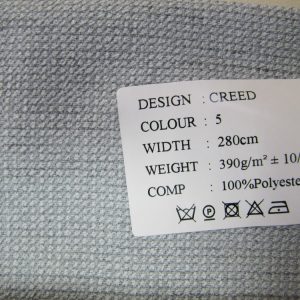 DESIGN : CREED
COLOUR : 5
WIDTH : 280cm
WEIGHT : 390g/m² ± 10/
COMP : 100%Polyeste